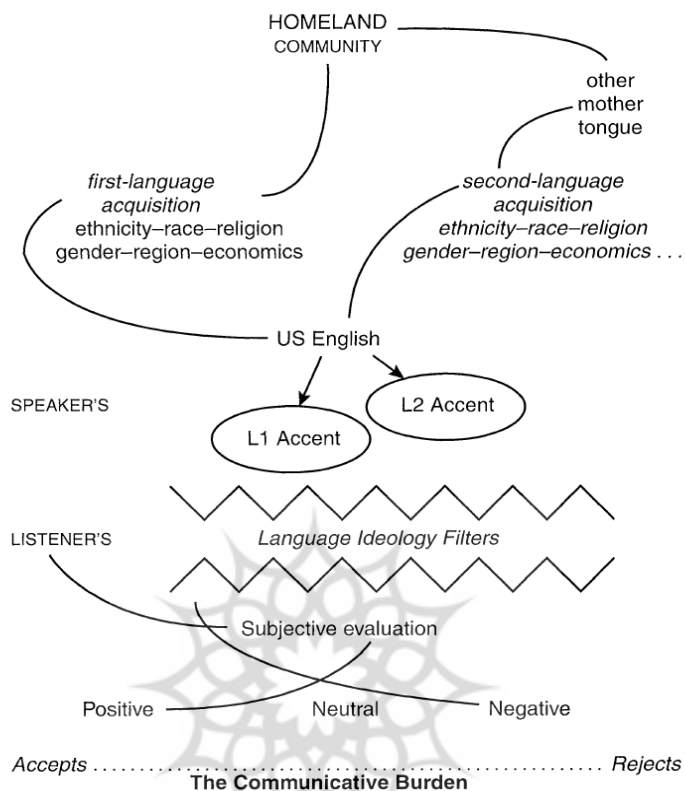 HOMELAND
COMMUNITY
other
mother
tongue
first-language
acquisition
ethnicity–race–religion
gender–region–economics
second-language
acquisition
ethnicity–race–religion
gender–region–economics . . .
US English
SPEAKER'S
L2 Accent
L1 Accent
LISTENER'S
Language Ideology Filters
Subjective evaluation
Positive
Neutral
Negative
Accepts . . . . . . . . . . . . . . . . . . . . . . . . . . . . . . . . . . . . . . . . . . . . . . . . . . . . . . . . . . . . Rejects
The Communicative Burden